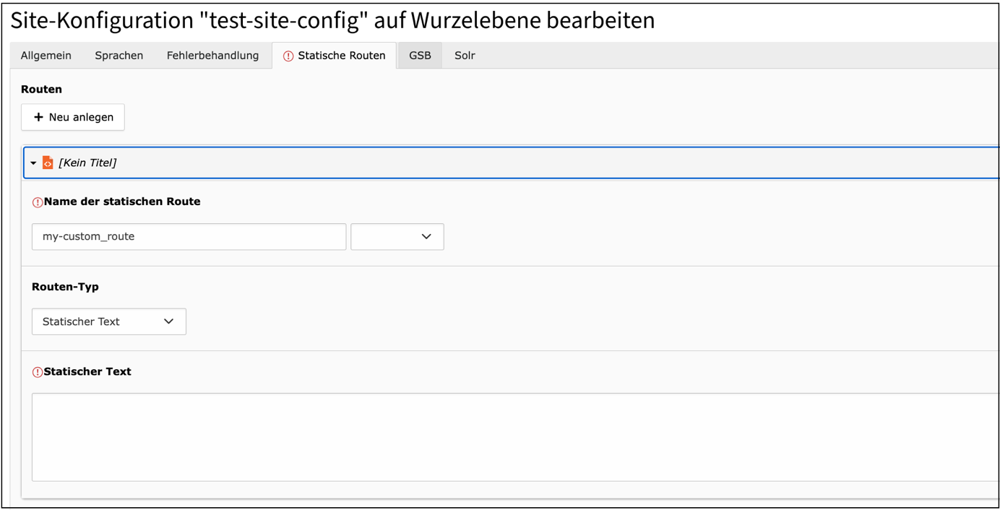 Site-Konfiguration "test-site-config" auf Wurzelebene bearbeiten
Allgemein Sprachen Fehlerbehandlung Statische Routen GSB Solr
Routen
+ Neu anlegen
[Kein Titel]
Name der statischen Route
my-custom_route
Routen-Typ
Statischer Text
Statischer Text